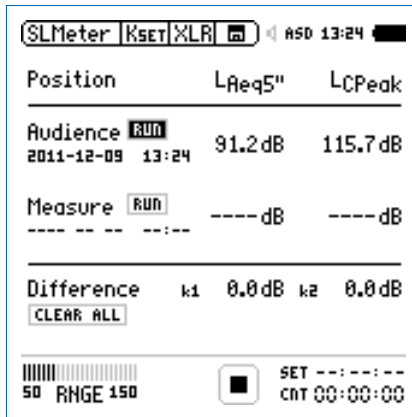 SLMeter KSET XLR ASD 13:24
Position LAeq5" LCPeak
Audience RUN 91.2dB 115.7dB
2011-12-09 13:24
Measure RUN ----dB ----dB
---- -- -- --:--
Difference k1 0.0dB k2 0.0dB
CLEAR ALL
SET --:--:--
50 RNGE 150 CNT 00:00:00